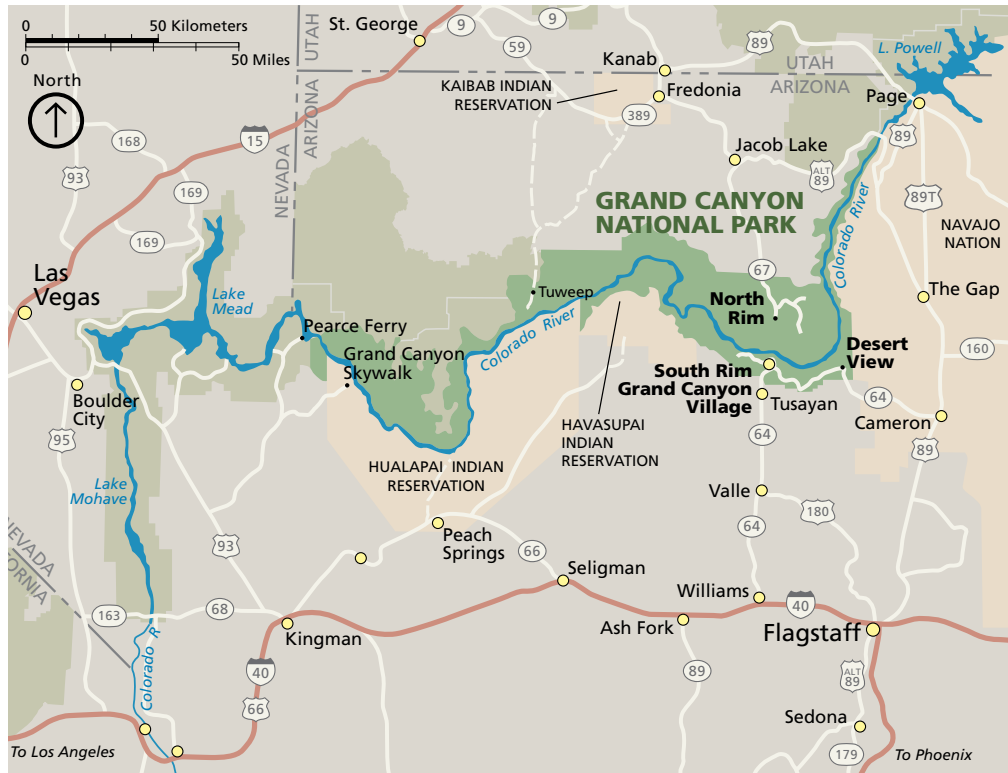 0 50 Kilometers
0 50 Miles
North
UTAH
ARIZONA
NEVADA
St. George
9
59
9
Kanab
89
L. Powell
UTAH
ARIZONA
KAIBAB INDIAN
RESERVATION
Fredonia
389
Page
15
168
93
169
169
Jacob Lake
ALT
89
89
89T
GRAND CANYON
NATIONAL PARK
Colorado River
NAVAJO
NATION
Las
Vegas
Lake
Mead
67
The Gap
Tuweep
North
Rim
Pearce Ferry
Colorado River
Grand Canyon
Skywalk
Desert
View
160
South Rim
Grand Canyon
Village
Tusayan
64
Cameron
Boulder
City
95
HAVASUPAI
INDIAN
RESERVATION
64
89
HUALAPAI INDIAN
RESERVATION
Lake
Mohave
Valle
180
64
NEVADA
ORNIA
93
Peach
Springs
66
Seligman
Williams
40
163
68
Kingman
Ash Fork
Flagstaff
Colorado R
40
66
89
ALT
89
Sedona
179
To Los Angeles
To Phoenix